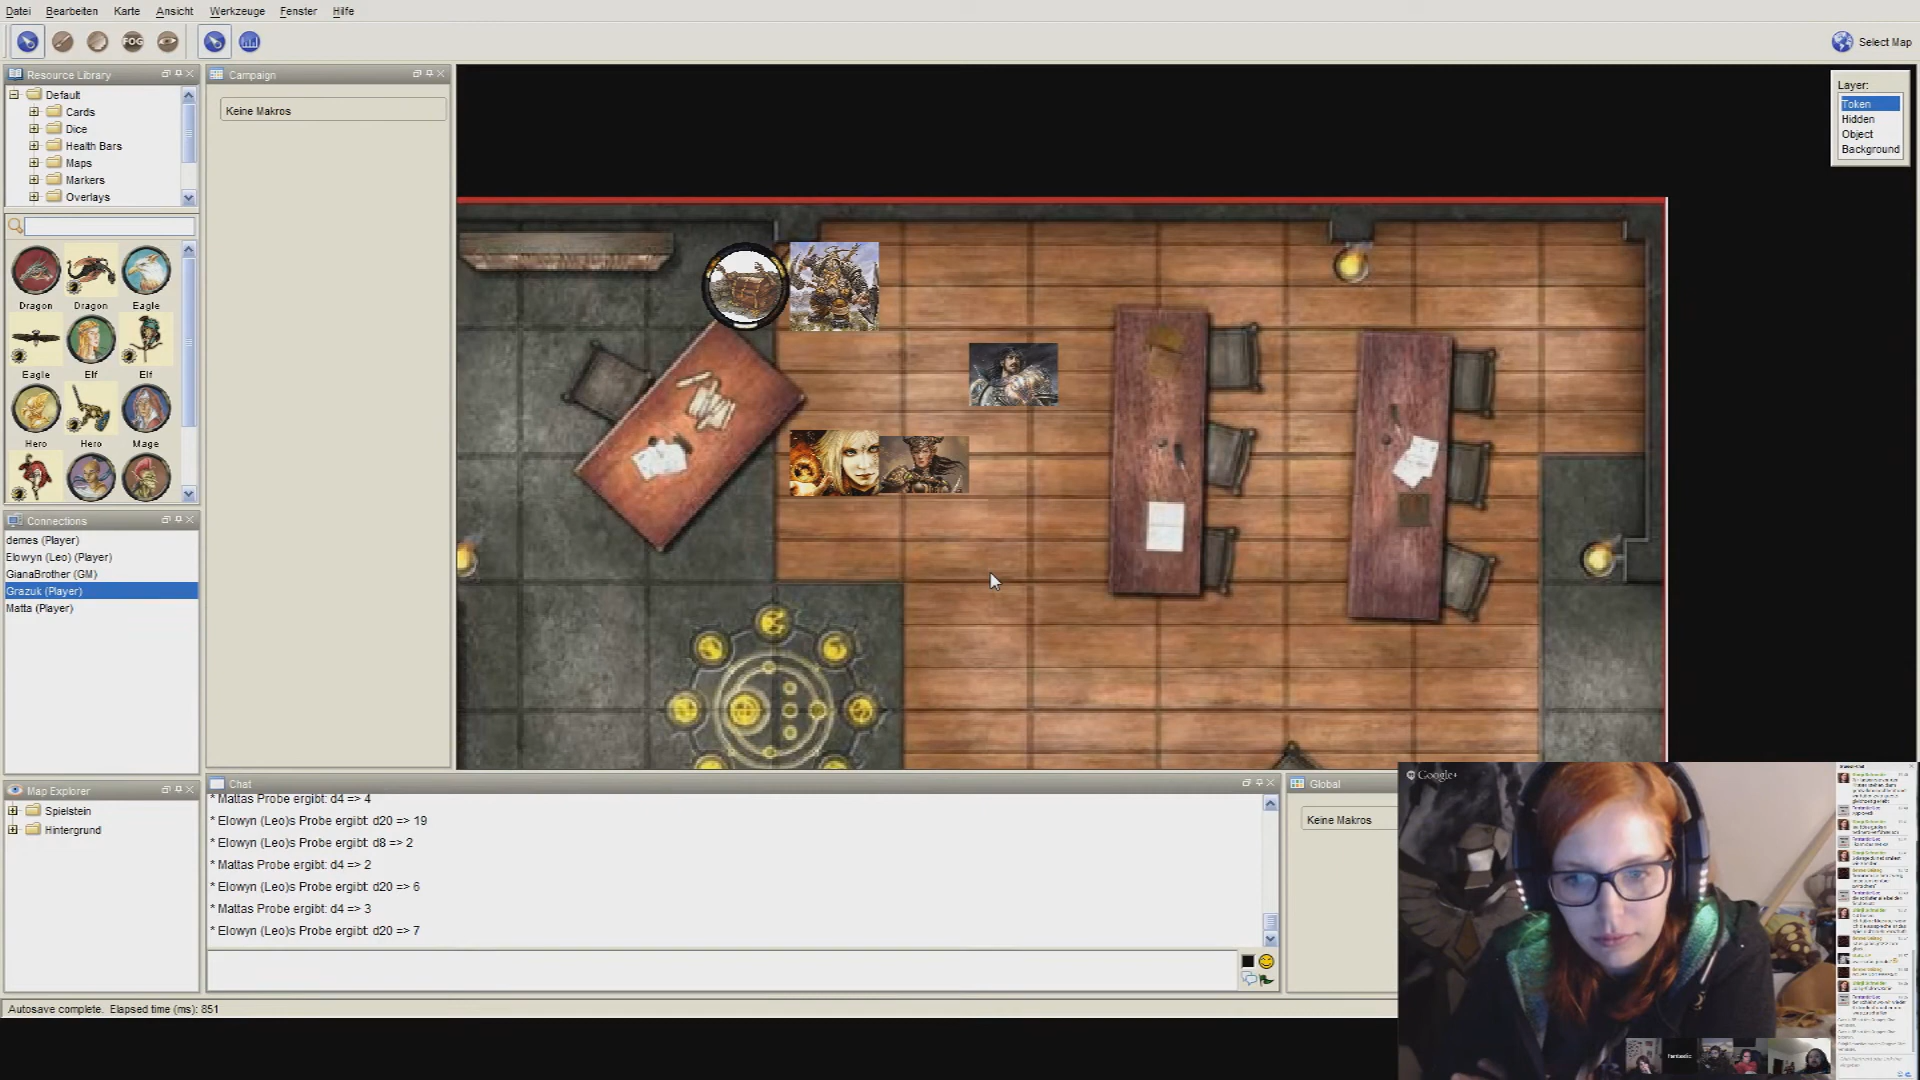 Datei Bearbeiten Karte Ansicht Werkzeuge Fenster Hilfe
FOG
Select Map
Resource Library
Default
Cards
Dice
Health Bars
Maps
Markers
Overlays
Dragon Dragon Eagle
Eagle Elf Elf
Hero Hero Mage
Connections
demes (Player)
Elowyn (Leo) (Player)
GianaBrother (GM)
Grazuk (Player)
Matta (Player)
Map Explorer
Spielstein
Hintergrund
Campaign
Keine Makros
Layer:
Token
Hidden
Object
Background
Chat
* Mattas Probe ergibt: d4 => 4
* Elowyn (Leo)s Probe ergibt: d20 => 19
* Elowyn (Leo)s Probe ergibt: d8 => 2
* Mattas Probe ergibt: d4 => 2
* Elowyn (Leo)s Probe ergibt: d20 => 6
* Mattas Probe ergibt: d4 => 3
* Elowyn (Leo)s Probe ergibt: d20 => 7
Global
Keine Makros
Google+
Fantastic
Autosave complete. Elapsed time (ms): 851